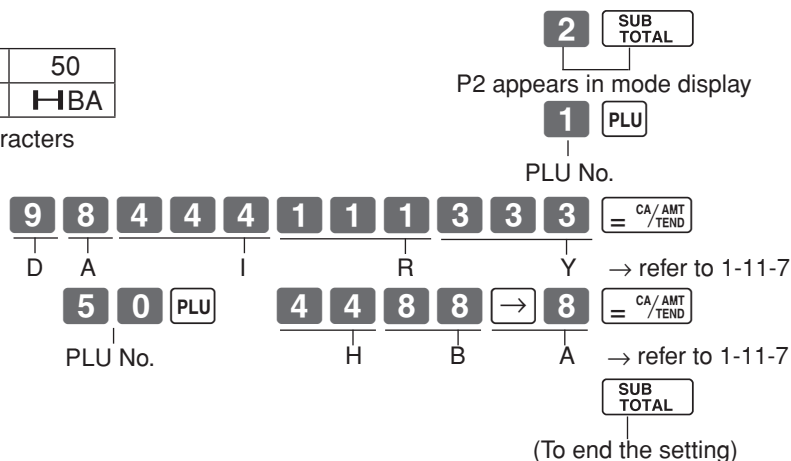 2 SUB TOTAL
P2 appears in mode display
50
HBA
racters
1 PLU
PLU No.
9 8 4 4 4 1 1 1 3 3 3 = CA/AMT TEND
D A I R Y → refer to 1-11-7
5 0 PLU 4 4 8 8 → 8 = CA/AMT TEND
PLU No. H B A → refer to 1-11-7
SUB TOTAL
(To end the setting)